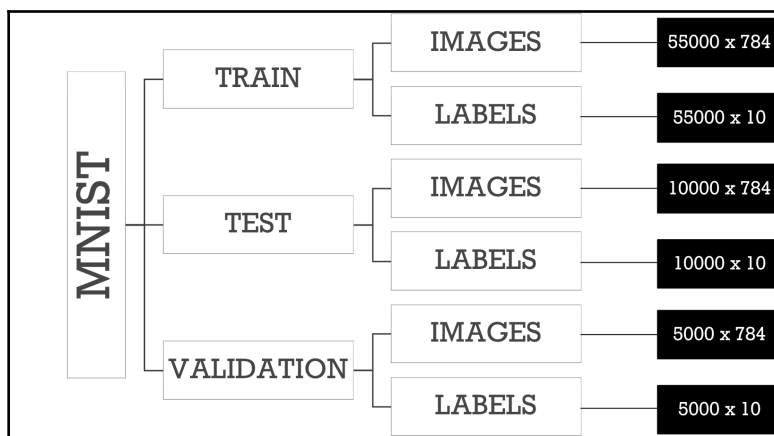 MNIST
TRAIN
IMAGES
55000 x 784
LABELS
55000 x 10
TEST
IMAGES
10000 x 784
LABELS
10000 x 10
VALIDATION
IMAGES
5000 x 784
LABELS
5000 x 10